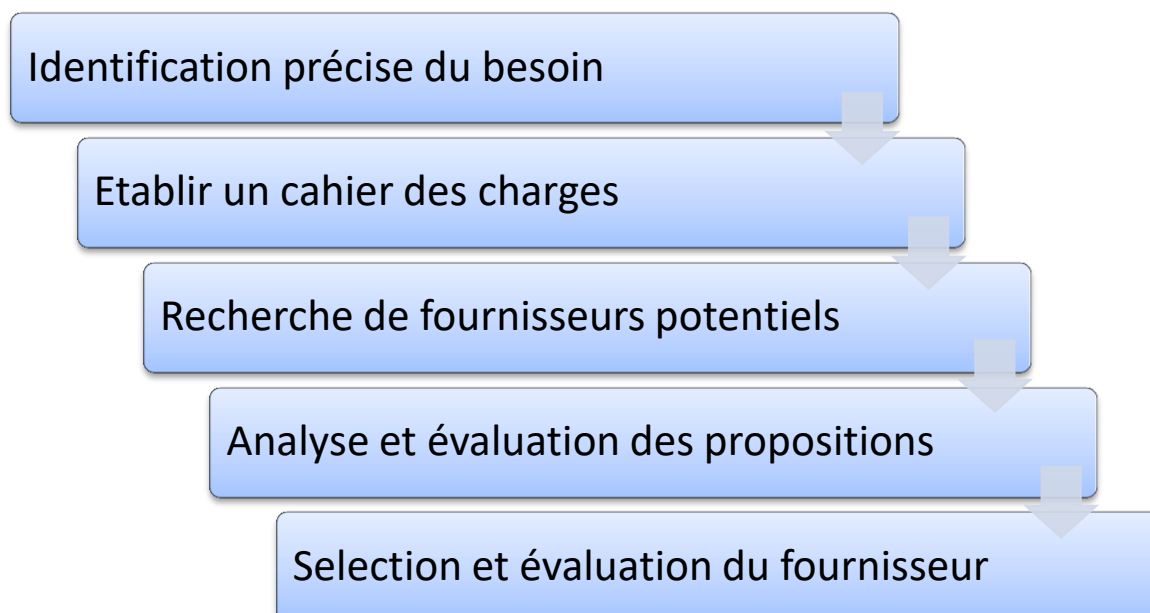 Identification précise du besoin
Etablir un cahier des charges
Recherche de fournisseurs potentiels
Analyse et évaluation des propositions
Selection et évaluation du fournisseur